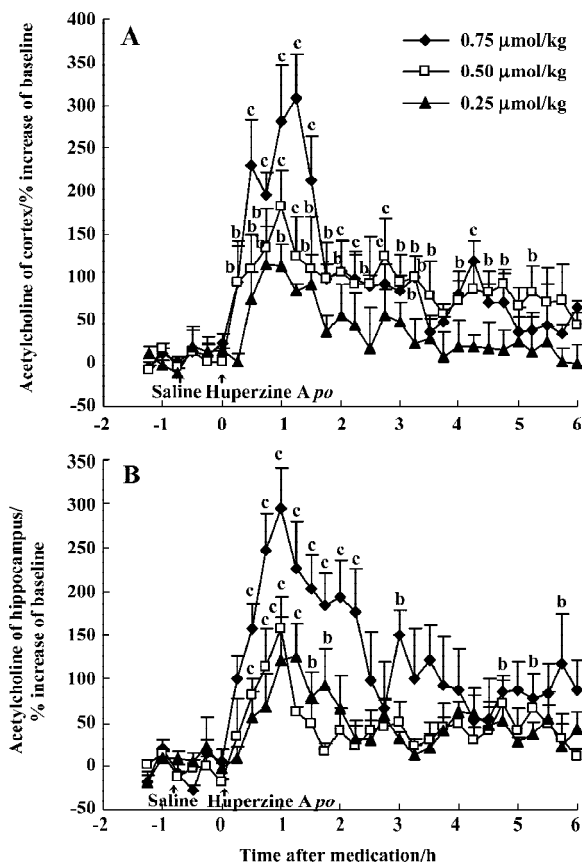 A
0.75 µmol/kg
0.50 µmol/kg
0.25 µmol/kg
Acetylcholine of cortex/% increase of baseline
400
350
300
250
200
150
100
50
0
-50
c
c
c
c
c
b
b
b
b
c
b
b
b
b
b
c
b
b
b
b
c
b
b
b
b
Saline Huperzine A po
-2 -1 0 1 2 3 4 5 6
B
Acetylcholine of hippocampus/
% increase of baseline
350
300
250
200
150
100
50
0
-50
c
c
c
c
c
c
c
c
c
c
c
c
b
b
b
b
b
b
Saline Huperzine A po
-2 -1 0 1 2 3 4 5 6
Time after medication/h